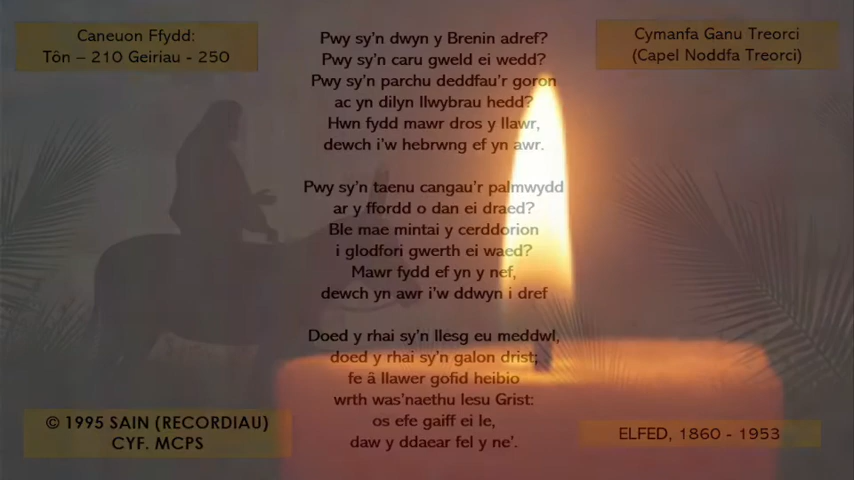 Caneuon Ffydd:
Tôn – 210 Geiriau - 250
Cymanfa Ganu Treorci
(Capel Noddfa Treorci)
Pwy sy'n dwyn y Brenin adref?
Pwy sy'n caru gweld ei wedd?
Pwy sy'n parchu deddfau'r goron
ac yn dilyn llwybrau hedd?
Hwn fydd mawr dros y llawr,
dewch i'w hebrwng ef yn awr.
Pwy sy'n taenu cangau'r palmwydd
ar y ffordd o dan ei draed?
Ble mae mintai y cerddorion
i glodfori gwerth ei waed?
Mawr fydd ef yn y nef,
dewch yn awr i'w ddwyn i dref
Doed y rhai sy'n llesg eu meddwl,
doed y rhai sy'n galon drist;
fe â llawer gofid heibio
wrth was'naethu Iesu Grist:
os efe gaiff ei le,
daw y ddaear fel y ne'.
© 1995 SAIN (RECORDIAU)
CYF. MCPS
ELFED, 1860 - 1953